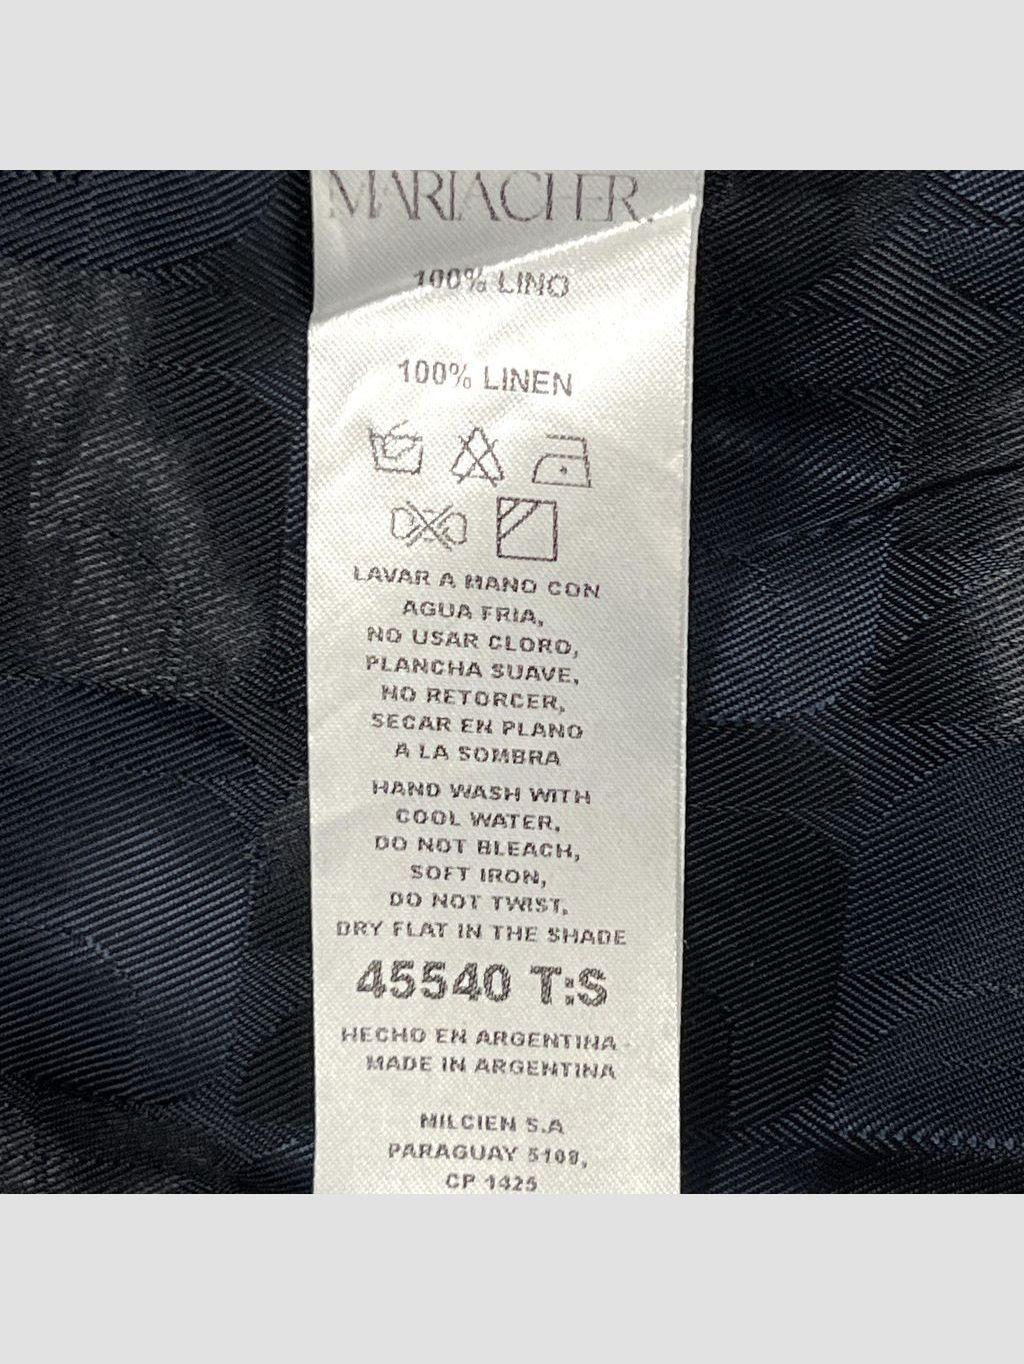 MARIACHER.
100% LINO
100% LINEN
LAVAR A MANO CON
AGUA FRIA,
NO USAR CLORO,
PLANCHA SUAVE,
NO RETORCER,
SECAR EN PLANO
A LA SOMBRA
HAND WASH WITH
COOL WATER,
DO NOT BLEACH,
SOFT IRON,
DO NOT TWIST,
DRY FLAT IN THE SHADE
45540 T:S
HECHO EN ARGENTINA -
MADE IN ARGENTINA
MILCIEN S.A
PARAGUAY
CP 1425